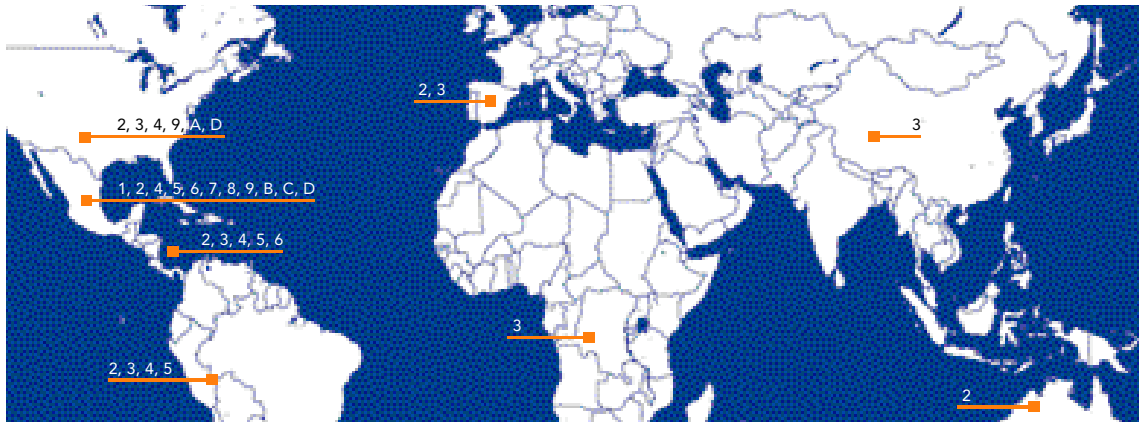 2, 3
2, 3, 4, 9, A, D
3
1, 2, 4, 5, 6, 7, 8, 9, B, C, D
2, 3, 4, 5, 6
3
2, 3, 4, 5
2